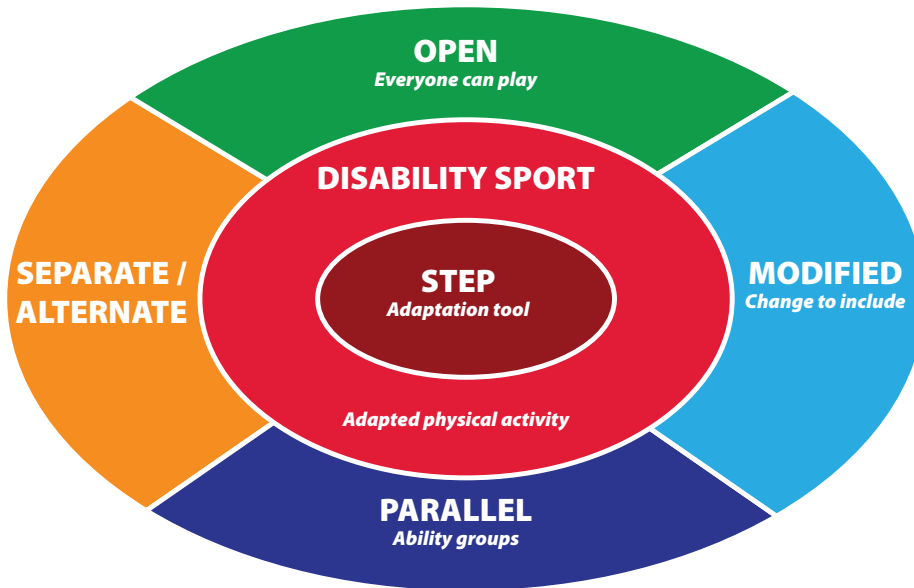 OPEN
Everyone can play
DISABILITY SPORT
SEPARATE /
ALTERNATE
STEP
Adaptation tool
MODIFIED
Change to include
Adapted physical activity
PARALLEL
Ability groups